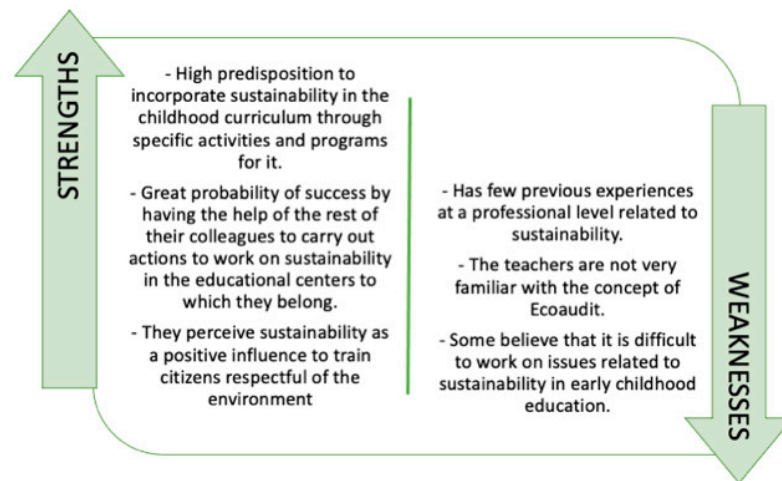 STRENGTHS
- High predisposition to
incorporate sustainability in the
childhood curriculum through
specific activities and programs
for it.
- Great probability of success by
having the help of the rest of
their colleagues to carry out
actions to work on sustainability
in the educational centers to
which they belong.
- They perceive sustainability as
a positive influence to train
citizens respectful of the
environment
- Has few previous experiences
at a professional level related to
sustainability.
- The teachers are not very
familiar with the concept of
Ecoaudit.
- Some believe that it is difficult
to work on issues related to
sustainability in early childhood
education.
WEAKNESSES